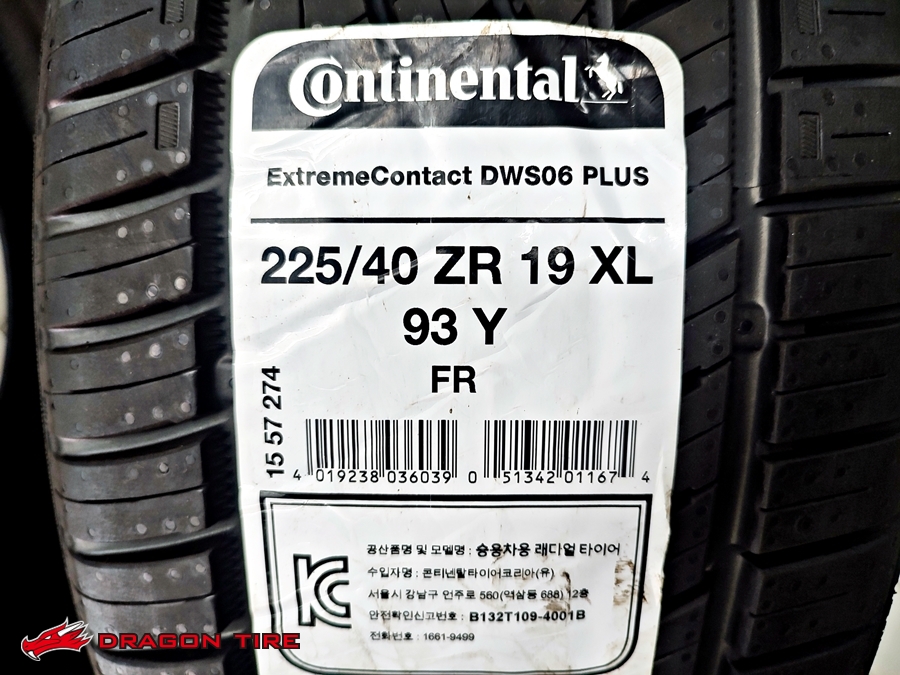 Continental
ExtremeContact DWS06 PLUS
225/40 ZR 19 XL
93 Y
FR
15 57 274
4 019238 036039 0 51342 01167 4
공산품명 및 모델명 : 승용차용 래디얼 타이어
수입자명 : 콘티넨탈타이어코리아(유)
서울시 강남구 언주로 560(역삼동 688) 12층
안전확인신고번호 : B132T109-4001B
전화번호 : 1661-9499
DRAGON TIRE